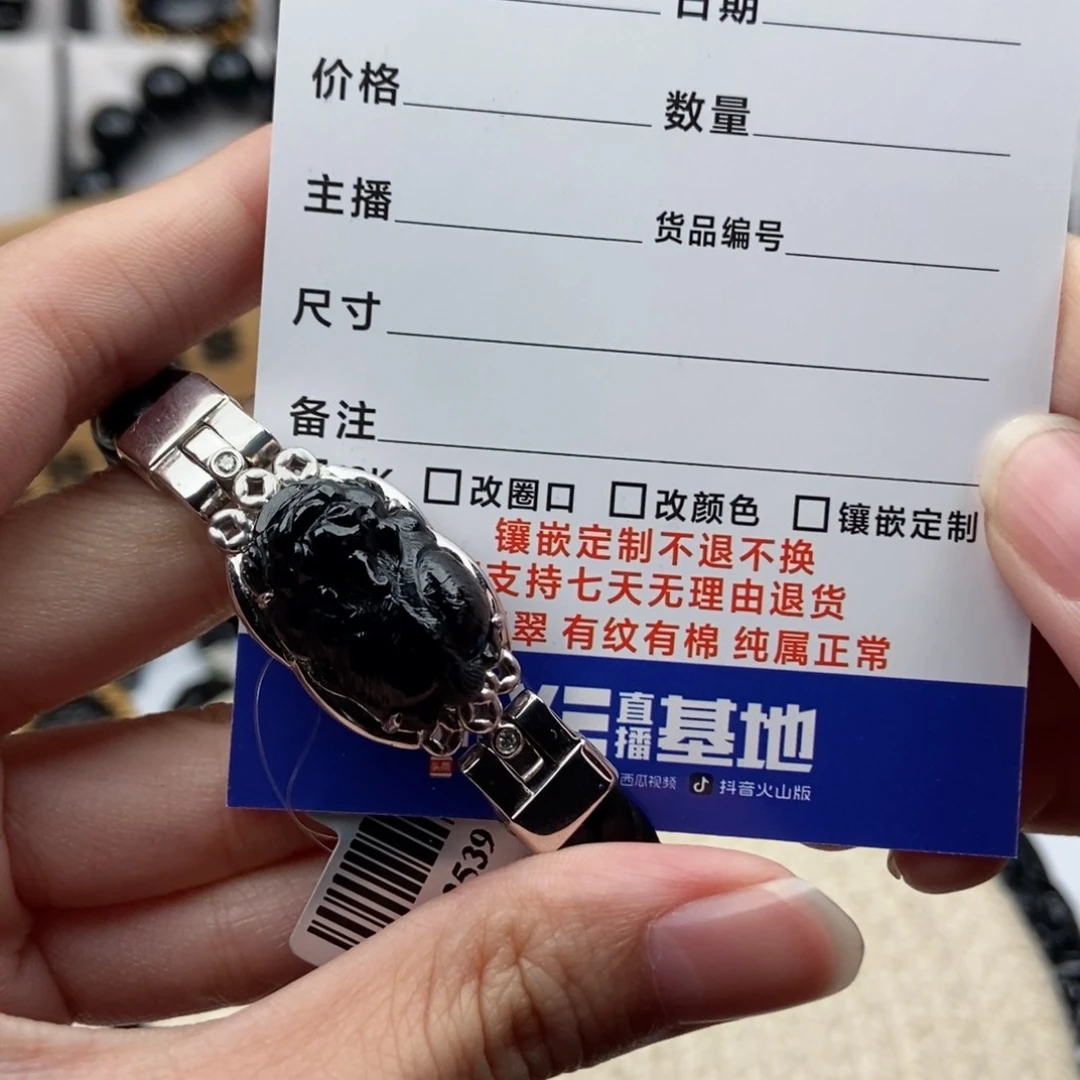 日期
价格 数量
主播 货品编号
尺寸
备注
改圈口 改颜色 镶嵌定制
镶嵌定制不退不换
支持七天无理由退货
翠 有纹有棉 纯属正常
直播基地
西瓜视频 抖音火山版
539